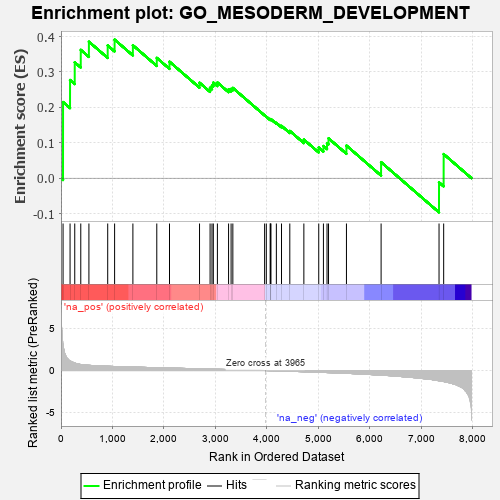 Enrichment plot: GO_MESODERM_DEVELOPMENT
Enrichment score (ES)
0.4
0.3
0.2
0.1
0.0
-0.1
'na_pos' (positively correlated)
Ranked list metric (PreRanked)
5
0
-5
Zero cross at 3965
'na_neg' (negatively correlated)
0 1,000 2,000 3,000 4,000 5,000 6,000 7,000 8,000
Rank in Ordered Dataset
Enrichment profile Hits Ranking metric scores